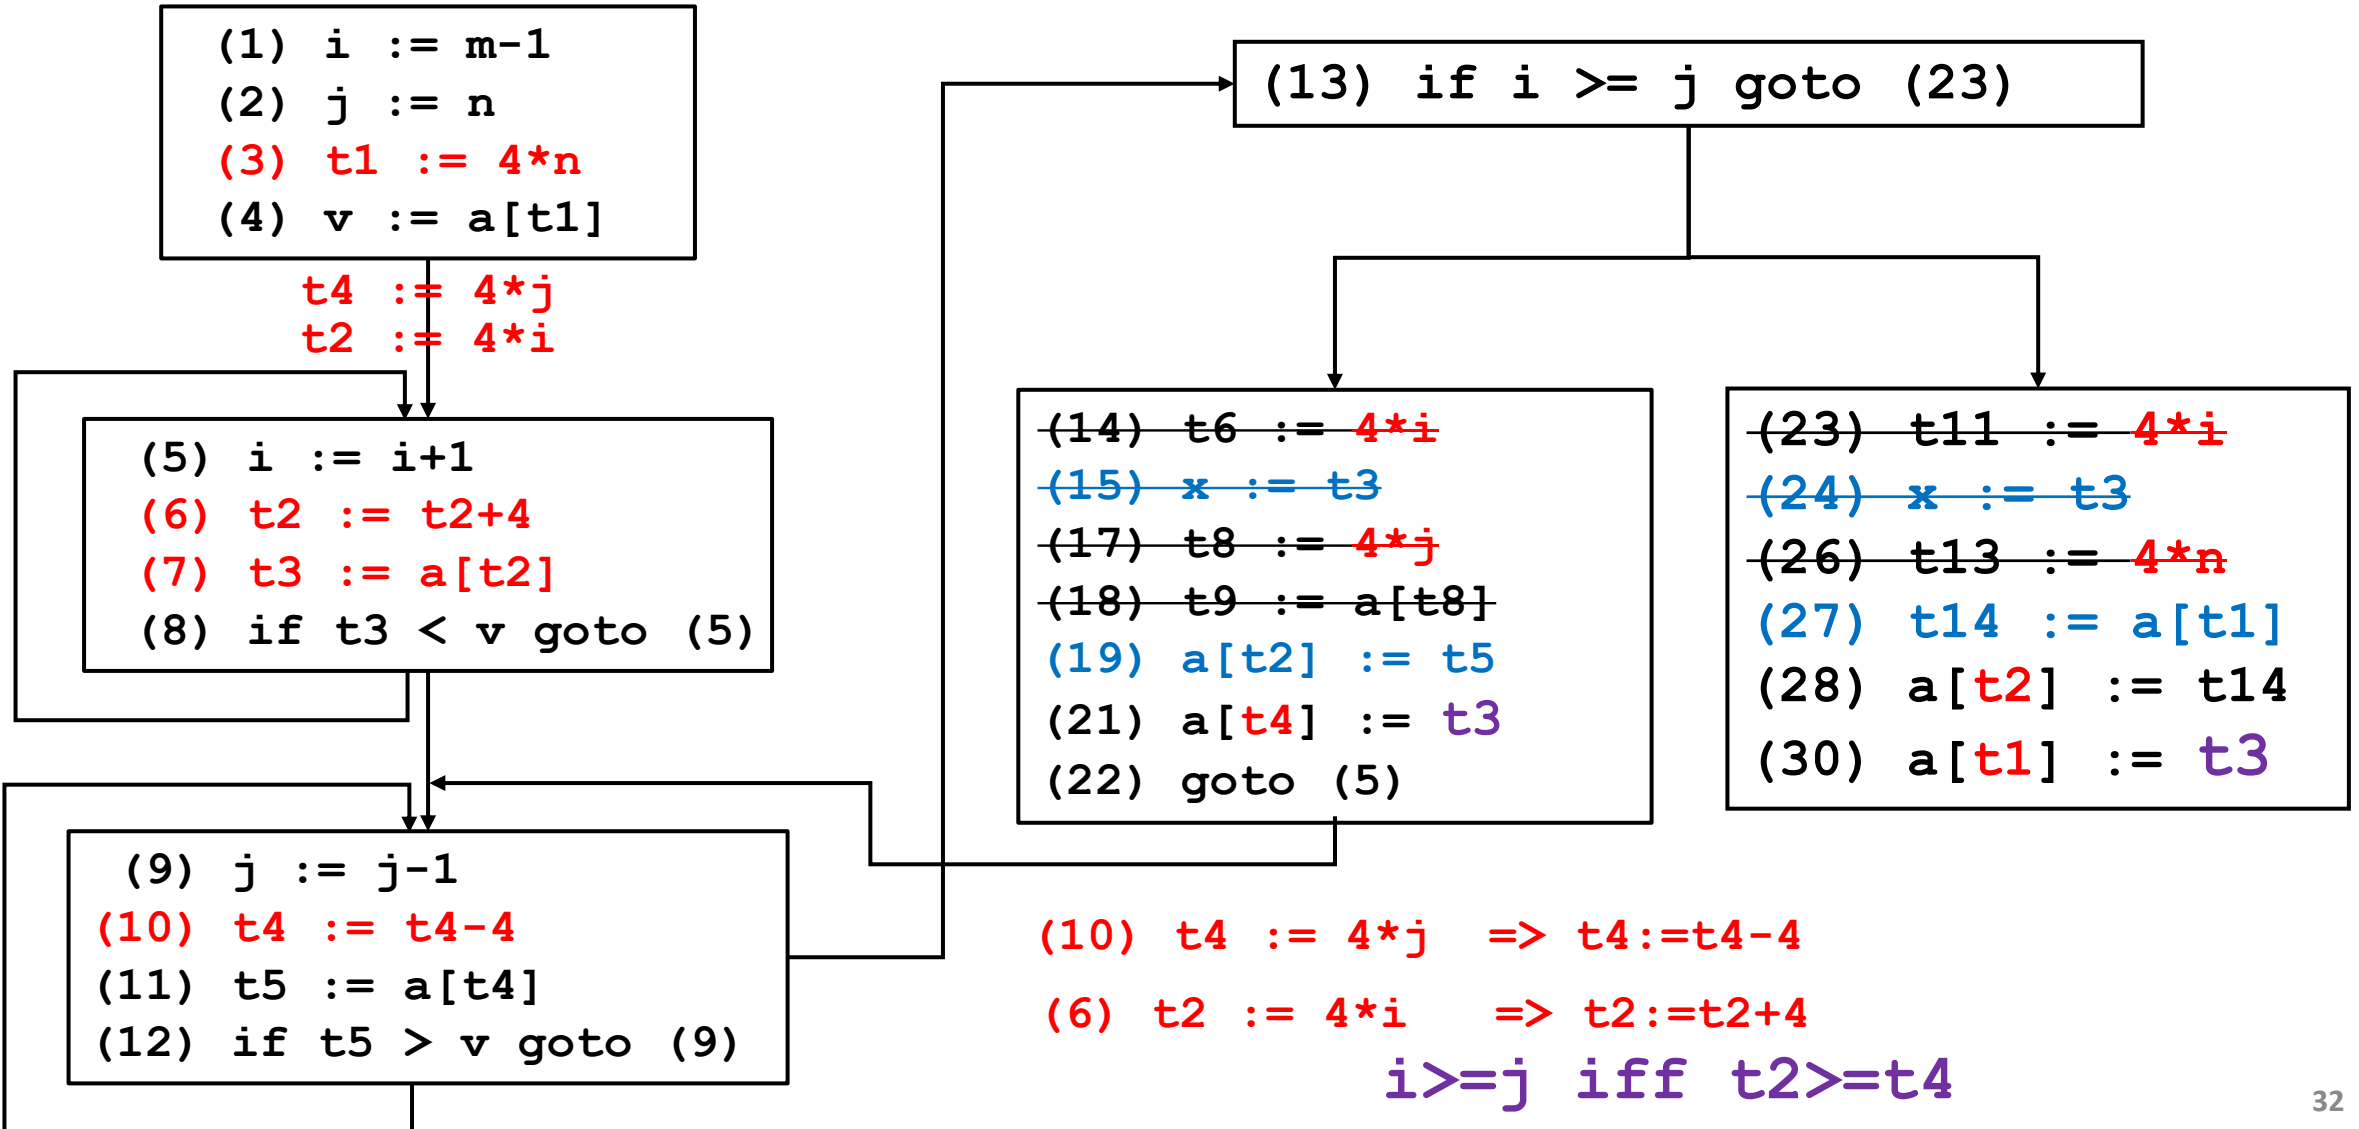 (1) i := m-1
(2) j := n
(3) t1 := 4*n
(4) v := a[t1]
t4 := 4*j
t2 := 4*i
(5) i := i+1
(6) t2 := t2+4
(7) t3 := a[t2]
(8) if t3 < v goto (5)
(9) j := j-1
(10) t4 := t4-4
(11) t5 := a[t4]
(12) if t5 > v goto (9)
(13) if i >= j goto (23)
(14) t6 := 4*i
(15) x := t3
(17) t8 := 4*j
(18) t9 := a[t8]
(19) a[t2] := t5
(21) a[t4] := t3
(22) goto (5)
(23) t11 := 4*i
(24) x := t3
(26) t13 := 4*n
(27) t14 := a[t1]
(28) a[t2] := t14
(30) a[t1] := t3
(10) t4 := 4*j => t4:=t4-4
(6) t2 := 4*i => t2:=t2+4
i>=j iff t2>=t4
32